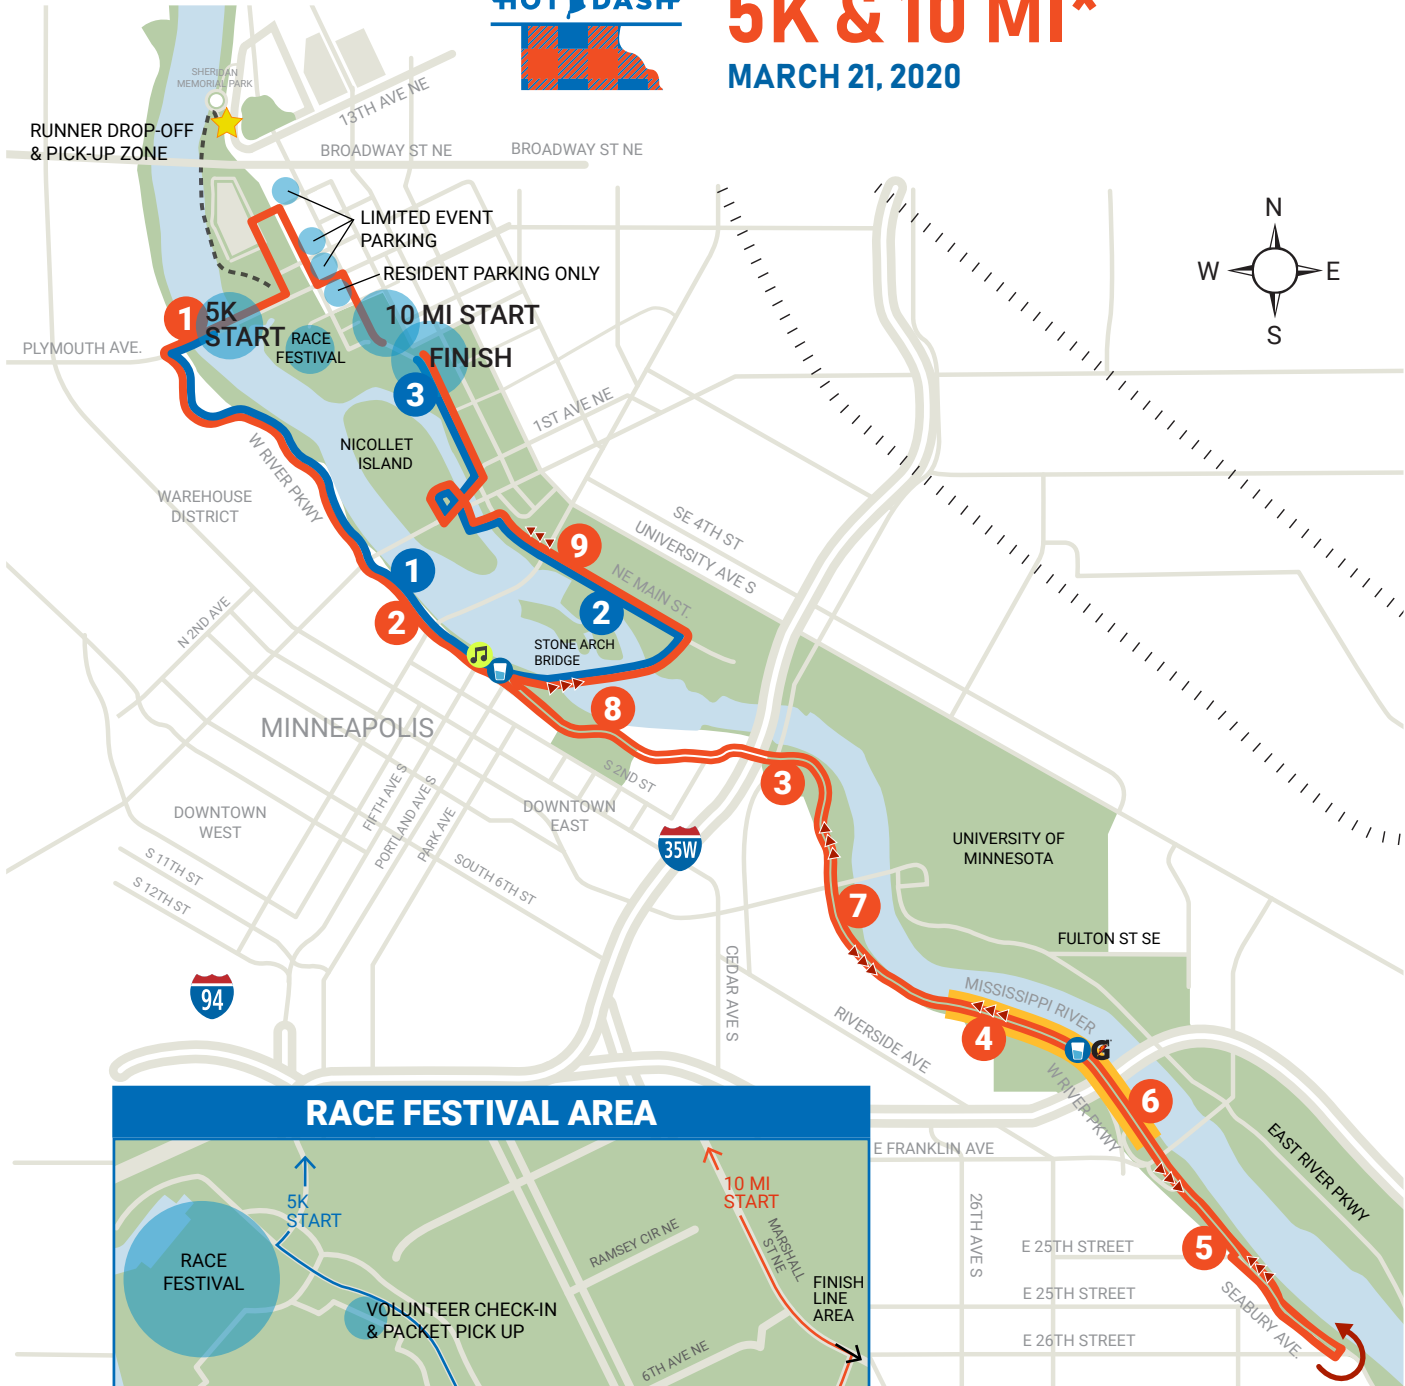 HOT DASH
5K & 10 MI*
MARCH 21, 2020
SHERIDAN
MEMORIAL PARK
13TH AVE NE
RUNNER DROP-OFF
& PICK-UP ZONE
BROADWAY ST NE
BROADWAY ST NE
LIMITED EVENT
PARKING
RESIDENT PARKING ONLY
N
W
E
S
1
5K
START
10 MI START
RACE
FESTIVAL
FINISH
PLYMOUTH AVE.
3
1ST AVE NE
NICOLLET
ISLAND
W RIVER PKWY
WAREHOUSE
DISTRICT
SE 4TH ST
UNIVERSITY AVE S
9
NE MAIN ST.
1
2
2
N 2ND AVE
STONE ARCH
BRIDGE
8
MINNEAPOLIS
S 2ND ST
3
FIFTH AVE S
PORTLAND AVE S
PARK AVE
DOWNTOWN
WEST
DOWNTOWN
EAST
35W
UNIVERSITY OF
MINNESOTA
S 11TH ST
S 12TH ST
SOUTH 6TH ST
7
FULTON ST SE
CEDAR AVE S
94
MISSISSIPPI RIVER
RIVERSIDE AVE
4
G
W RIVER PKWY
6
E FRANKLIN AVE
EAST RIVER PKWY
26TH AVE S
E 25TH STREET
5
E 25TH STREET
SEABURY AVE.
E 26TH STREET
RACE FESTIVAL AREA
5K
START
10 MI
START
MARSHALL
ST NE
RAMSEY CIR NE
RACE
FESTIVAL
FINISH
LINE
AREA
VOLUNTEER CHECK-IN
& PACKET PICK UP
6TH AVE NE